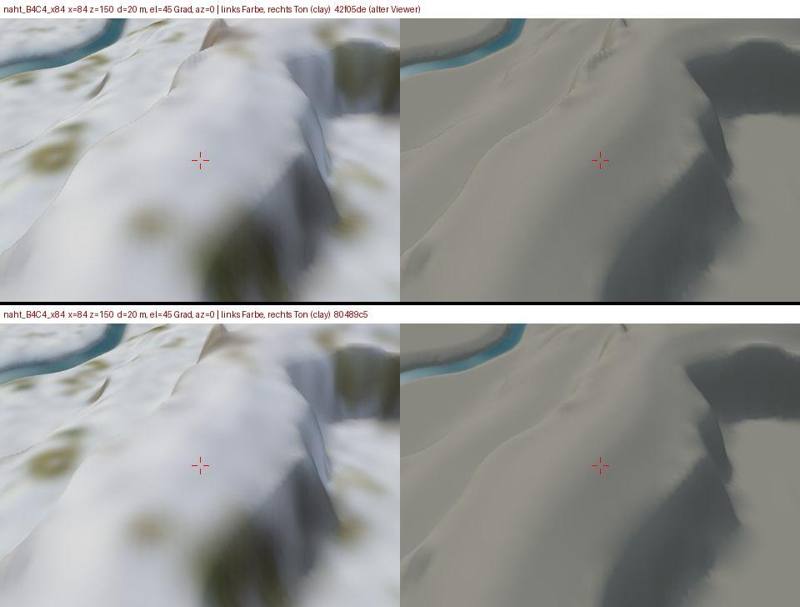 naht_B4C4_x84 x=84 z=150 d=20 m, el=45 Grad, az=0 | links Farbe, rechts Ton (clay) 42f05de (alter Viewer)
naht_B4C4_x84 x=84 z=150 d=20 m, el=45 Grad, az=0 | links Farbe, rechts Ton (clay) 80489c5